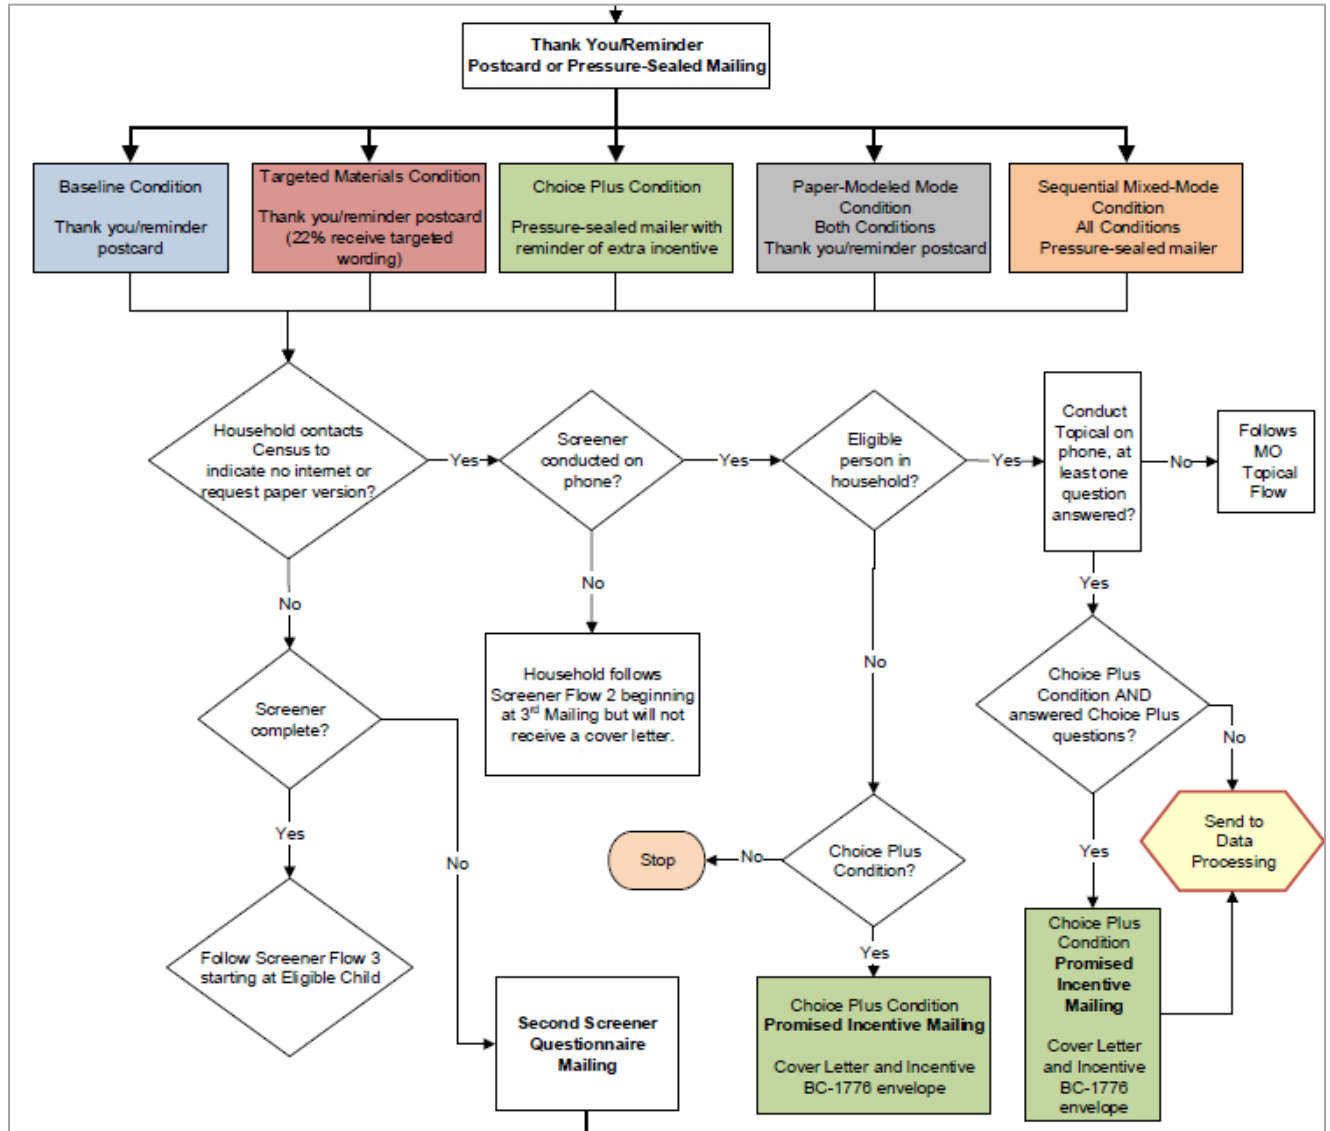 Thank You/Reminder
Postcard or Pressure-Sealed Mailing
Baseline Condition
Thank you/reminder
postcard
Targeted Materials Condition
Thank you/reminder postcard
(22% receive targeted
wording)
Choice Plus Condition
Pressure-sealed mailer with
reminder of extra incentive
Paper-Modeled Mode
Condition
Both Conditions
Thank you/reminder postcard
Sequential Mixed-Mode
Condition
All Conditions
Pressure-sealed mailer
Household contacts
Census to
indicate no internet or
request paper version?
Yes
Screener
conducted on
phone?
Yes
Eligible
person in
household?
Yes
Conduct
Topical on
phone, at
least one
question
answered?
No
Follows
MO
Topical
Flow
No
No
No
Yes
Screener
complete?
Household follows
Screener Flow 2 beginning
at 3rd Mailing but will not
receive a cover letter.
Choice Plus
Condition AND
answered Choice Plus
questions?
No
Yes
No
Stop
No
Choice Plus
Condition?
Yes
Send to
Data
Processing
Follow Screener Flow 3
starting at Eligible Child
Yes
Second Screener
Questionnaire
Mailing
Choice Plus Condition
Promised Incentive Mailing
Cover Letter and Incentive
BC-1776 envelope
Choice Plus
Condition
Promised
Incentive
Mailing
Cover Letter
and Incentive
BC-1776
envelope